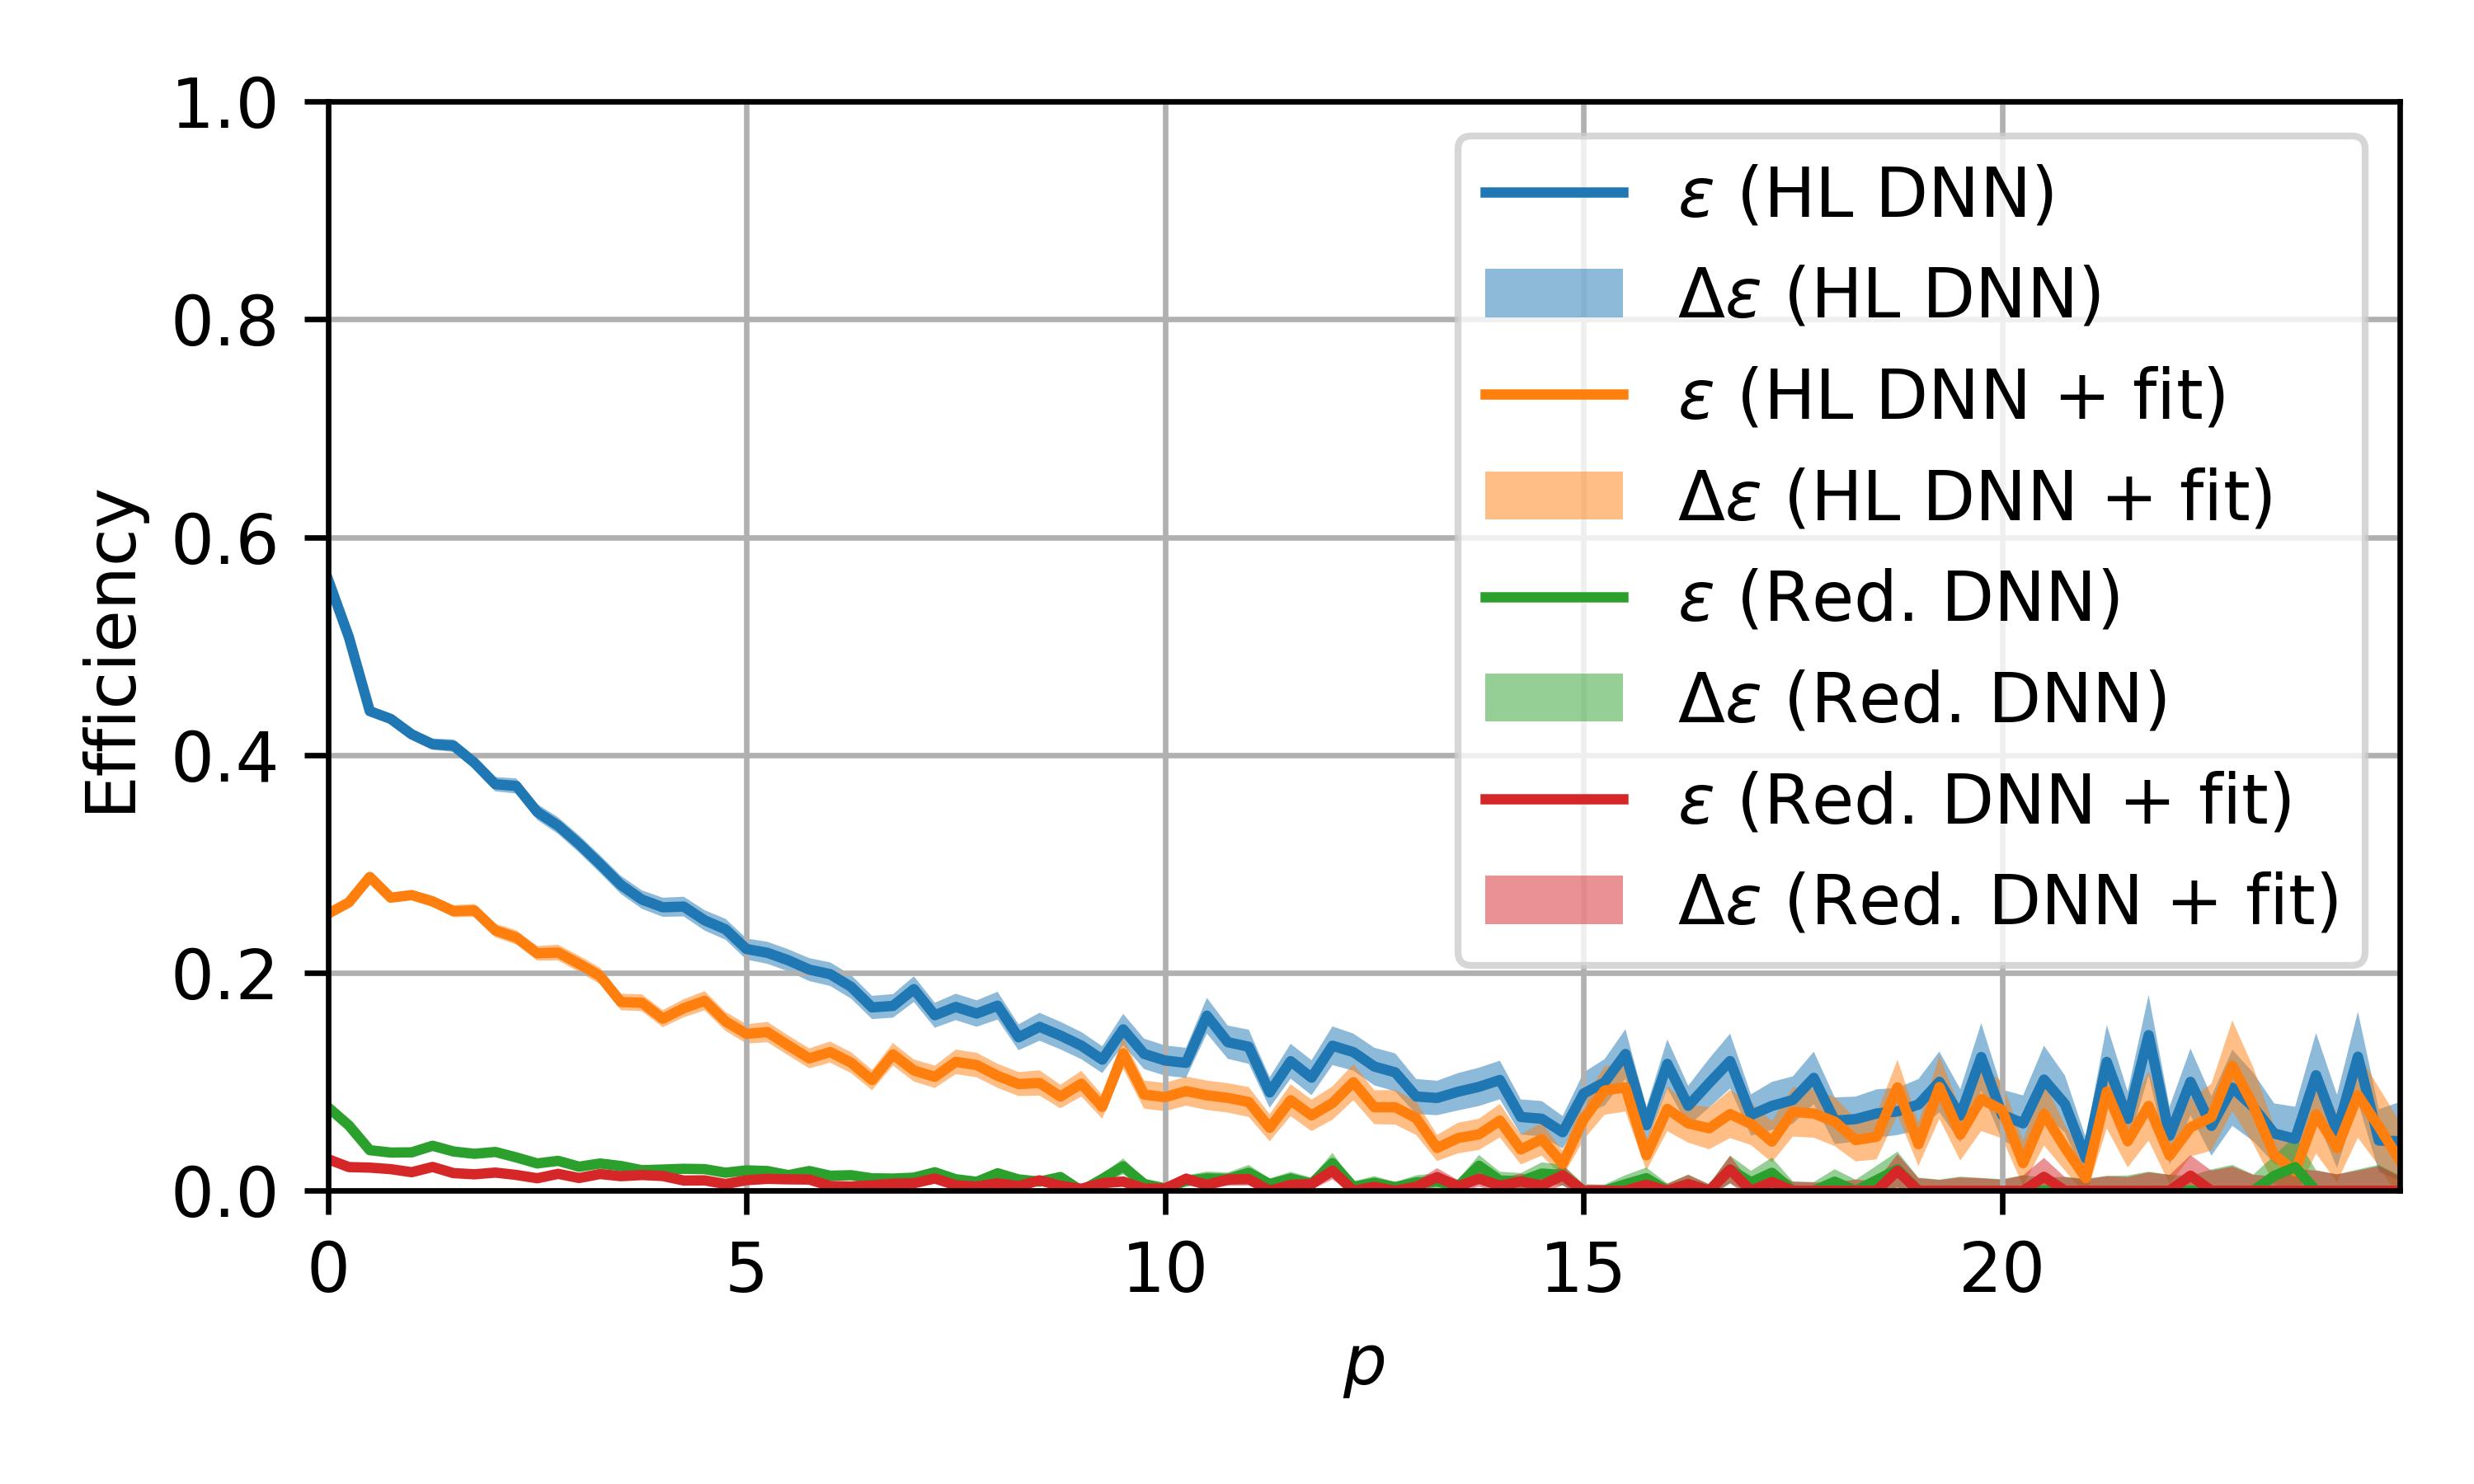 1.0
0.8
0.6
0.4
0.2
0.0
Efficiency
ε (HL DNN)
Δε (HL DNN)
ε (HL DNN + fit)
Δε (HL DNN + fit)
ε (Red. DNN)
Δε (Red. DNN)
ε (Red. DNN + fit)
Δε (Red. DNN + fit)
0 5 10 15 20
p